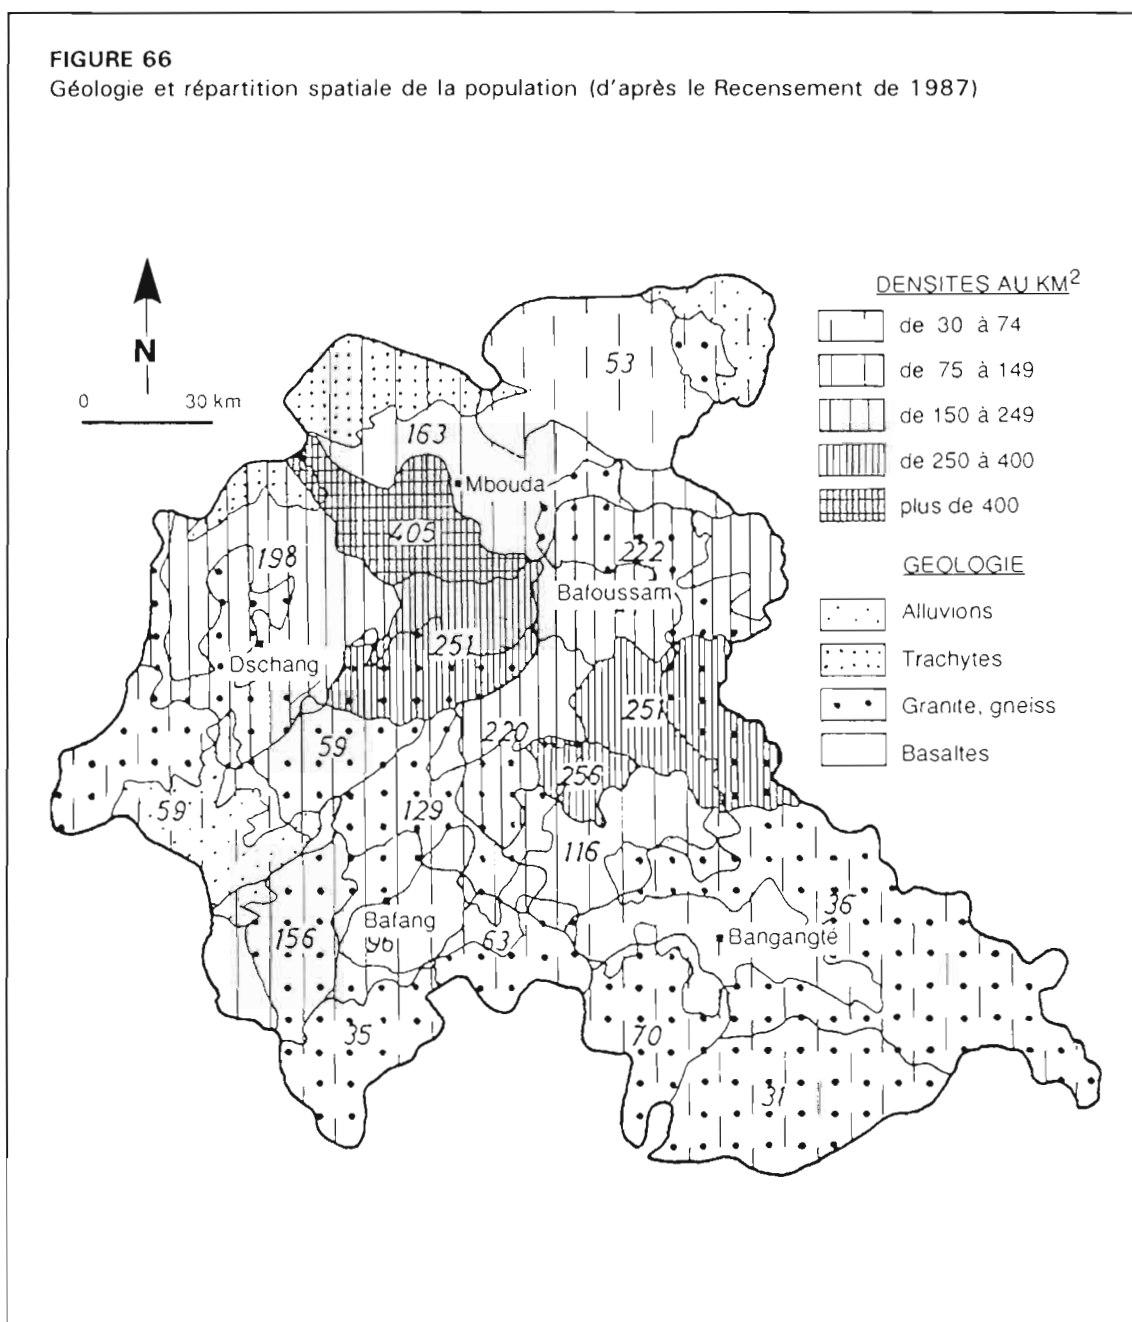 FIGURE 66
Géologie et répartition spatiale de la population (d'après le Recensement de 1987)
N
0 30 km
DENSITES AU KM²
de 30 à 74
de 75 à 149
de 150 à 249
de 250 à 400
plus de 400
GEOLOGIE
Alluvions
Trachytes
Granite, gneiss
Basaltes
53
163
Mbouda
405
198
222
Bafoussam
251
Dschang
251
220
59
256
59
129
116
36
Bafang
96
156
63
Bangangté
35
70
31